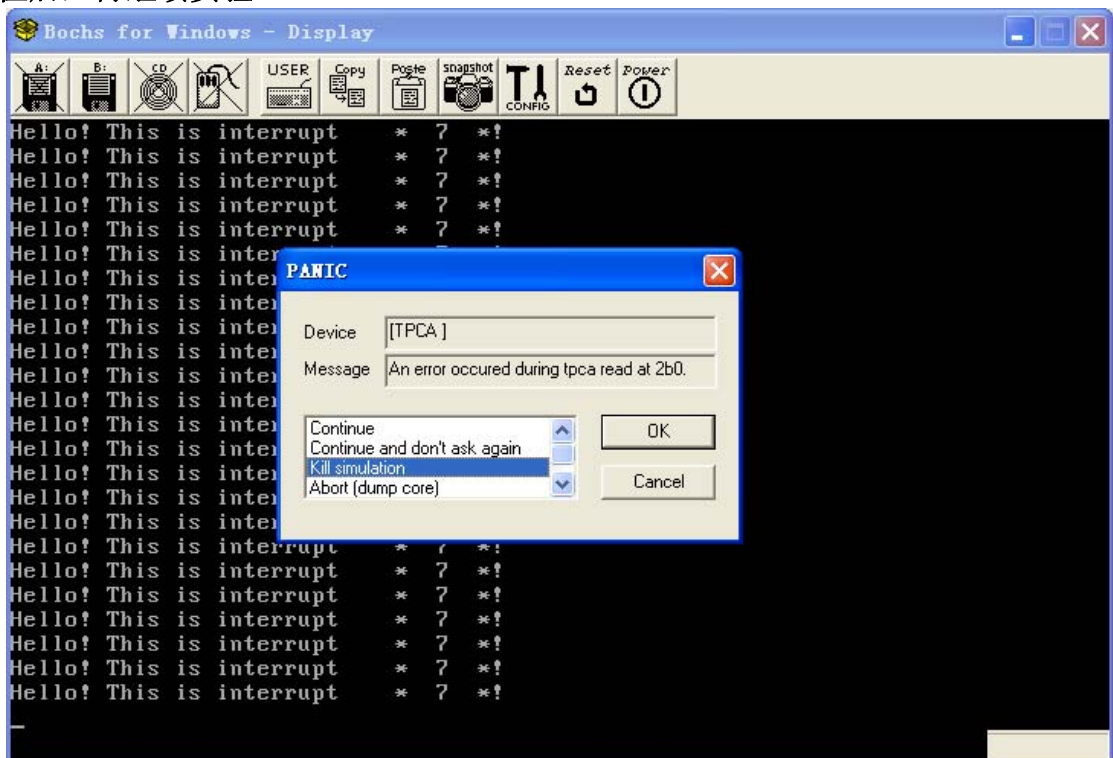 Bochs for Windows - Display
A: B: CD USER Copy Paste snapshot CONFIG Reset Power
Hello! This is interrupt * 7 *!
Hello! This is interrupt * 7 *!
Hello! This is interrupt * 7 *!
Hello! This is interrupt * 7 *!
Hello! This is interrupt * 7 *!
Hello! This is inter
Hello! This is inter
Hello! This is inter
Hello! This is inter
Hello! This is inter
Hello! This is inter
Hello! This is inter
Hello! This is inter
Hello! This is inter
Hello! This is inter
Hello! This is inter
Hello! This is inter
Hello! This is interrupt * 7 *!
Hello! This is interrupt * 7 *!
Hello! This is interrupt * 7 *!
Hello! This is interrupt * 7 *!
Hello! This is interrupt * 7 *!
Hello! This is interrupt * 7 *!
Hello! This is interrupt * 7 *!
PANIC
Device [TPCA ]
Message An error occured during tpca read at 2b0.
Continue
Continue and don't ask again
Kill simulation
Abort (dump core)
OK
Cancel